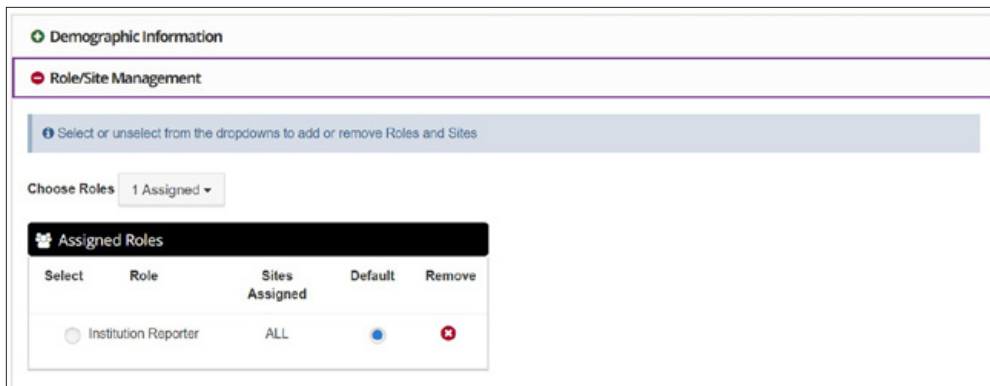 Demographic Information
Role/Site Management
Select or unselect from the dropdowns to add or remove Roles and Sites
Choose Roles 1 Assigned
Assigned Roles
Select Role Sites Assigned Default Remove
Institution Reporter ALL